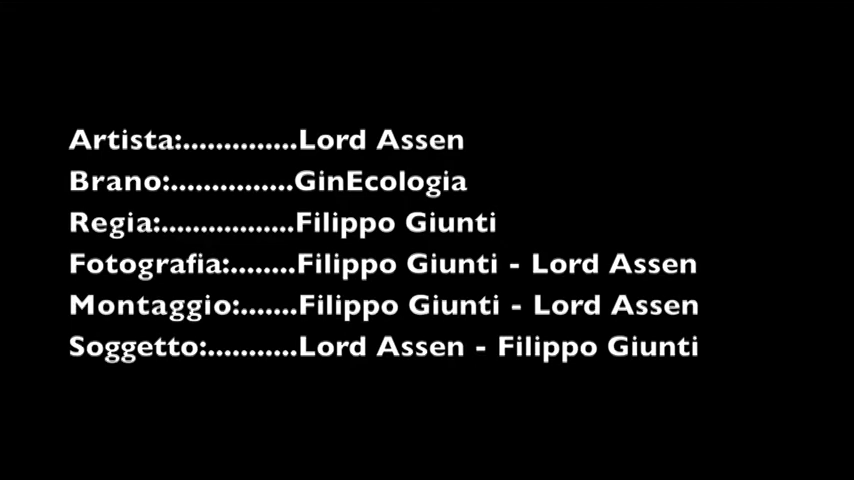 Artista:..............Lord Assen
Brano:...............GinEcologia
Regia:................Filippo Giunti
Fotografia:........Filippo Giunti - Lord Assen
Montaggio:.......Filippo Giunti - Lord Assen
Soggetto:...........Lord Assen - Filippo Giunti